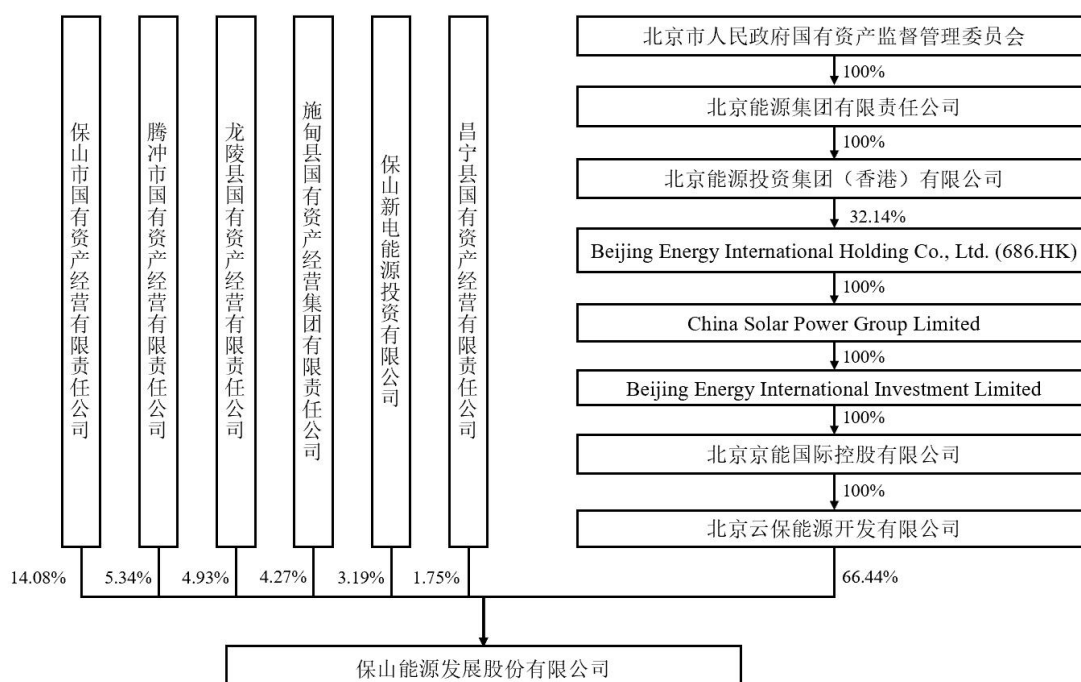 保山市国有资产经营有限责任公司
腾冲市国有资产经营有限责任公司
龙陵县国有资产经营有限责任公司
施甸县国有资产经营集团有限责任公司
保山新电能源投资有限公司
昌宁县国有资产经营有限责任公司
北京市人民政府国有资产监督管理委员会
100%
北京能源集团有限责任公司
100%
北京能源投资集团（香港）有限公司
32.14%
Beijing Energy International Holding Co., Ltd. (686.HK)
100%
China Solar Power Group Limited
100%
Beijing Energy International Investment Limited
100%
北京京能国际控股有限公司
100%
北京云保能源开发有限公司
14.08%
5.34%
4.93%
4.27%
3.19%
1.75%
66.44%
保山能源发展股份有限公司